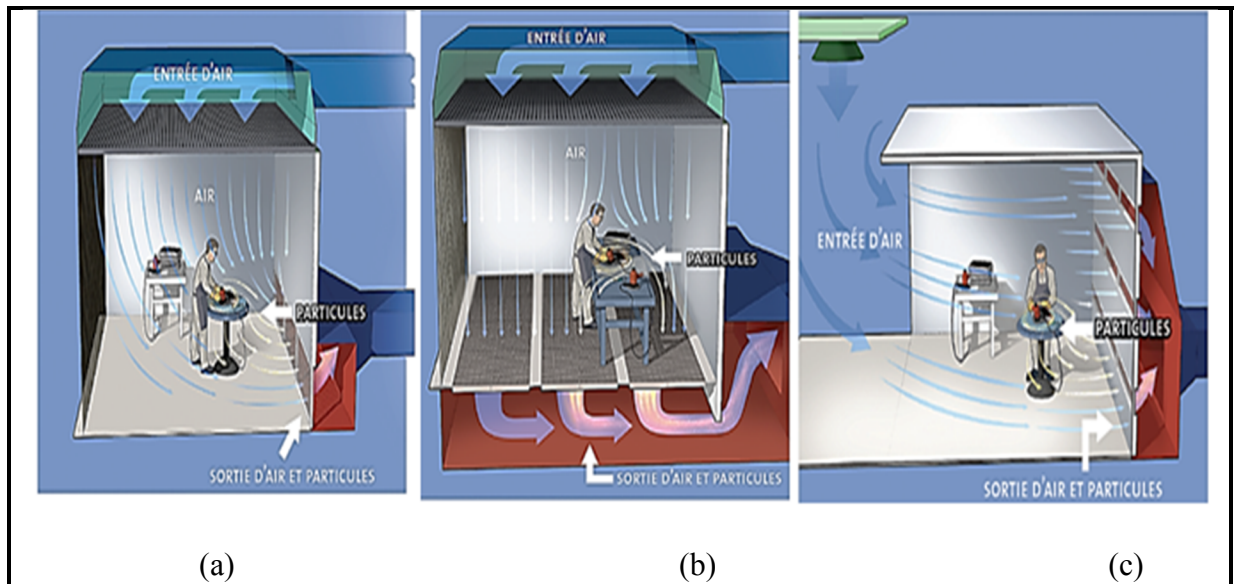 ENTRÉE D'AIR
AIR
PARTICULES
SORTIE D'AIR ET PARTICULES
ENTRÉE D'AIR
AIR
PARTICULES
SORTIE D'AIR ET PARTICULES
ENTRÉE D'AIR
PARTICULES
SORTIE D'AIR ET PARTICULES
(a) (b) (c)